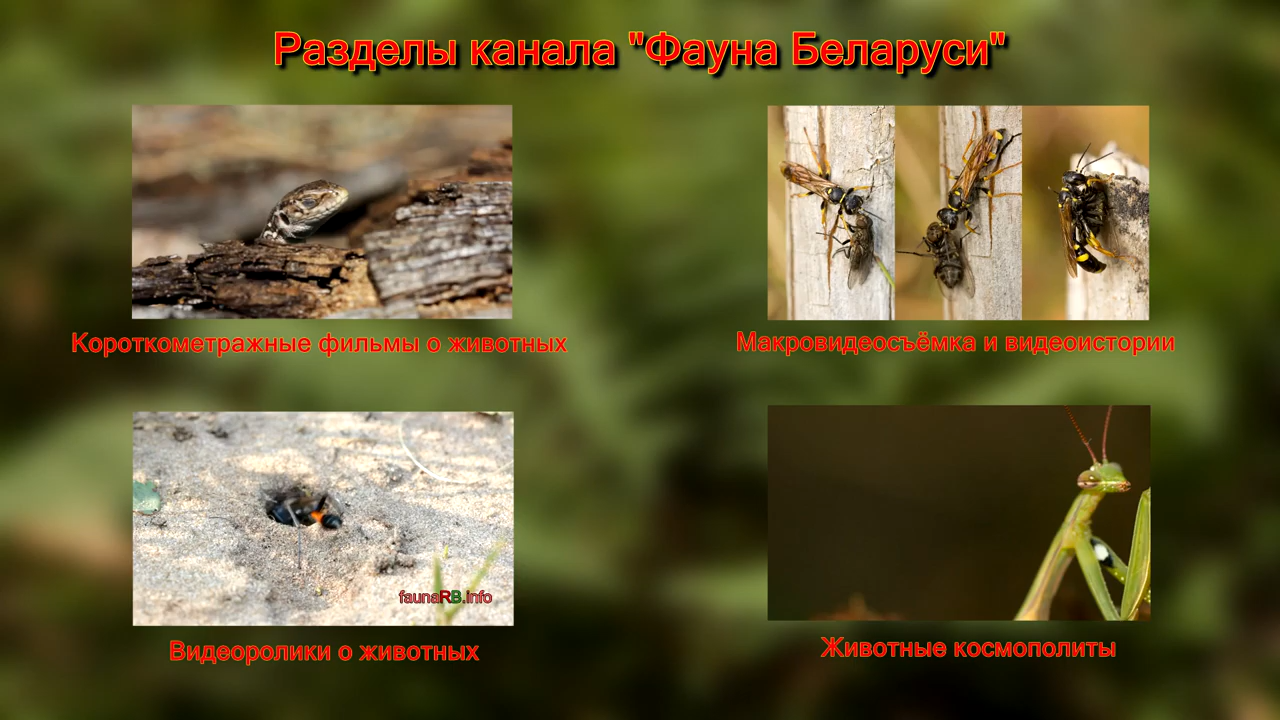 Разделы канала "Фауна Беларуси"
Короткометражные фильмы о животных
Макровидеосъёмка и видеоистории
faunaRB.info
Видеоролики о животных
Животные космополиты